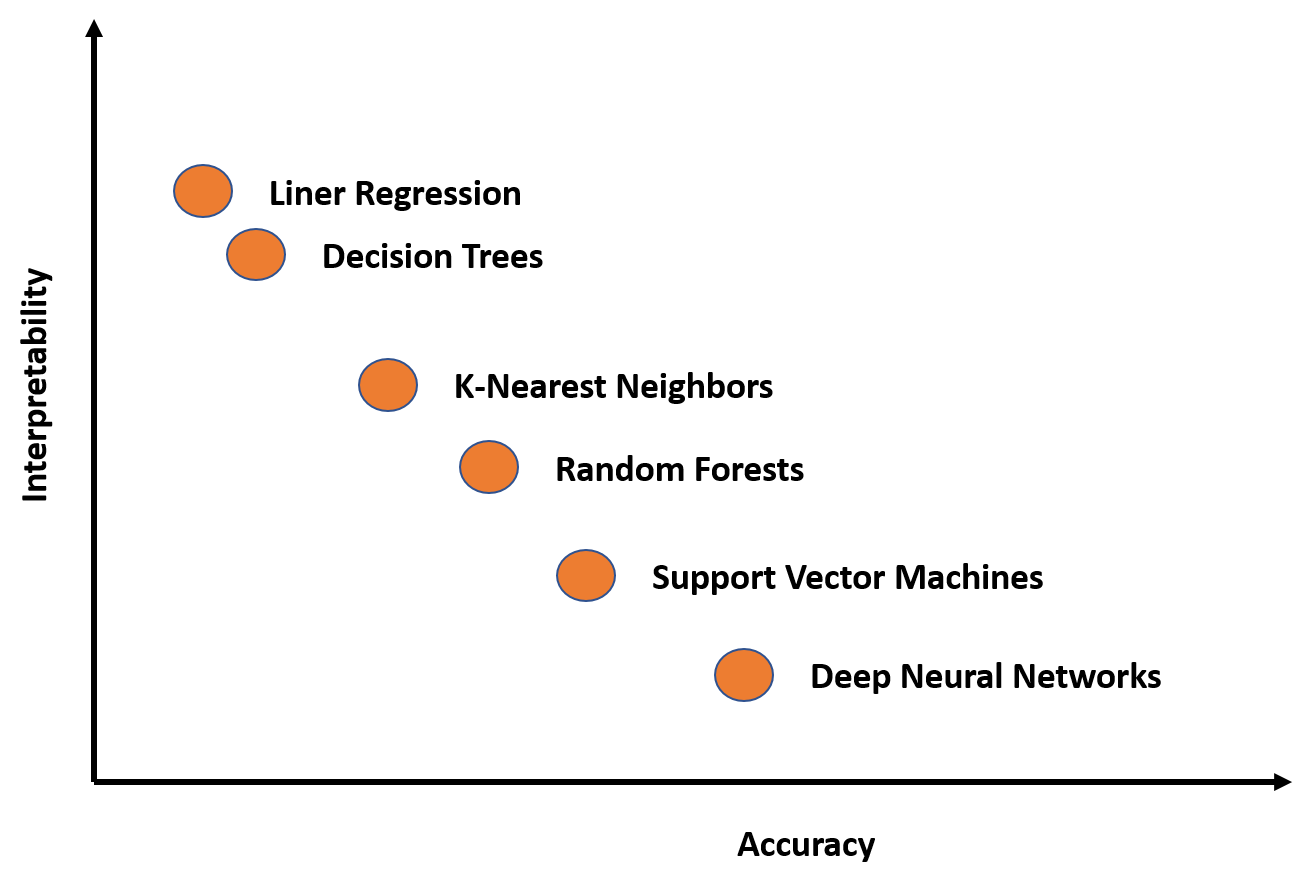 Liner Regression
Decision Trees
Interpretability
K-Nearest Neighbors
Random Forests
Support Vector Machines
Deep Neural Networks
Accuracy